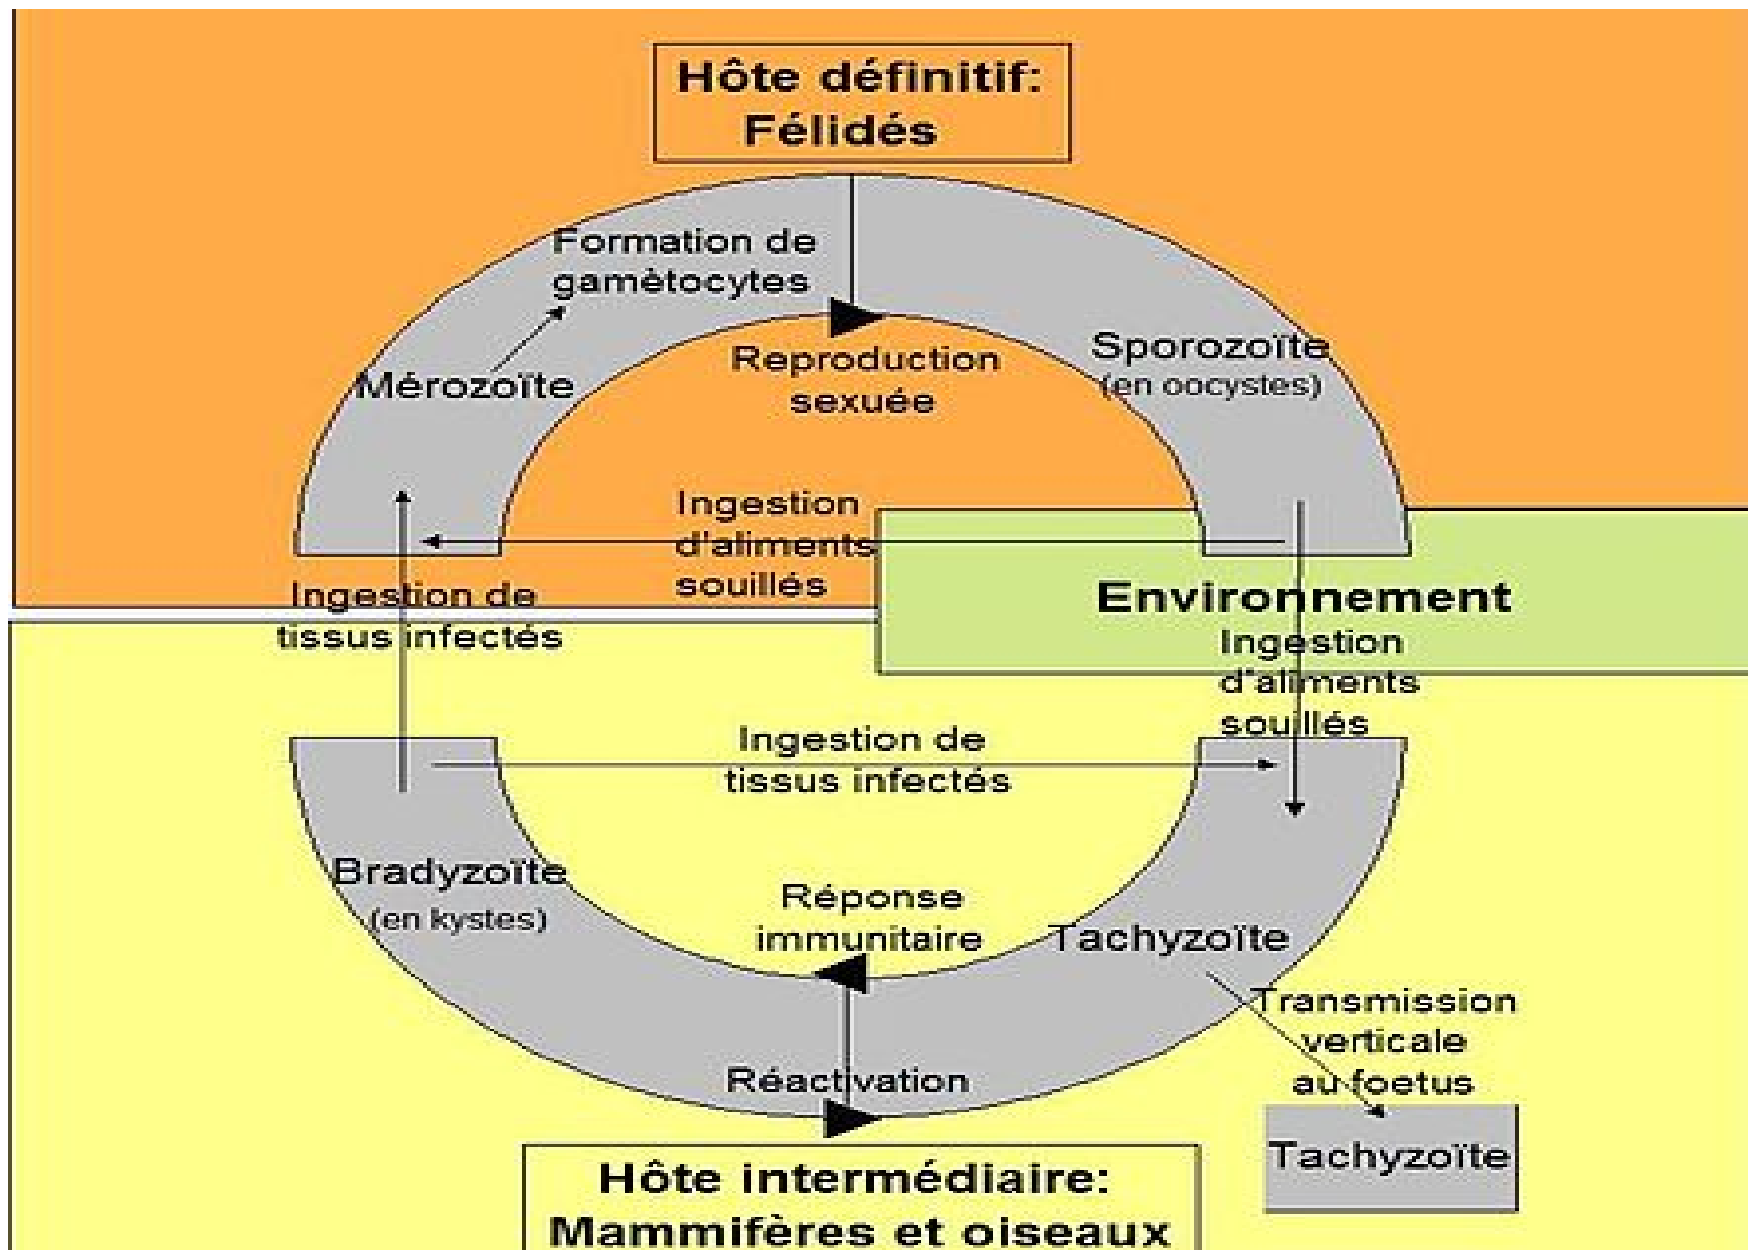 Hôte définitif:
Félidés
Formation de
gamètocytes
Mérozoïte
Reproduction
sexuée
Sporozoïte
(en oocystes)
Ingestion
d'aliments
souillés
Ingestion de
tissus infectés
Environnement
Ingestion
d'aliments
souillés
Ingestion de
tissus infectés
Bradyzoïte
(en kystes)
Réponse
immunitaire
Tachyzoïte
Transmission
verticale
au foetus
Réactivation
Tachyzoïte
Hôte intermédiaire:
Mammifères et oiseaux